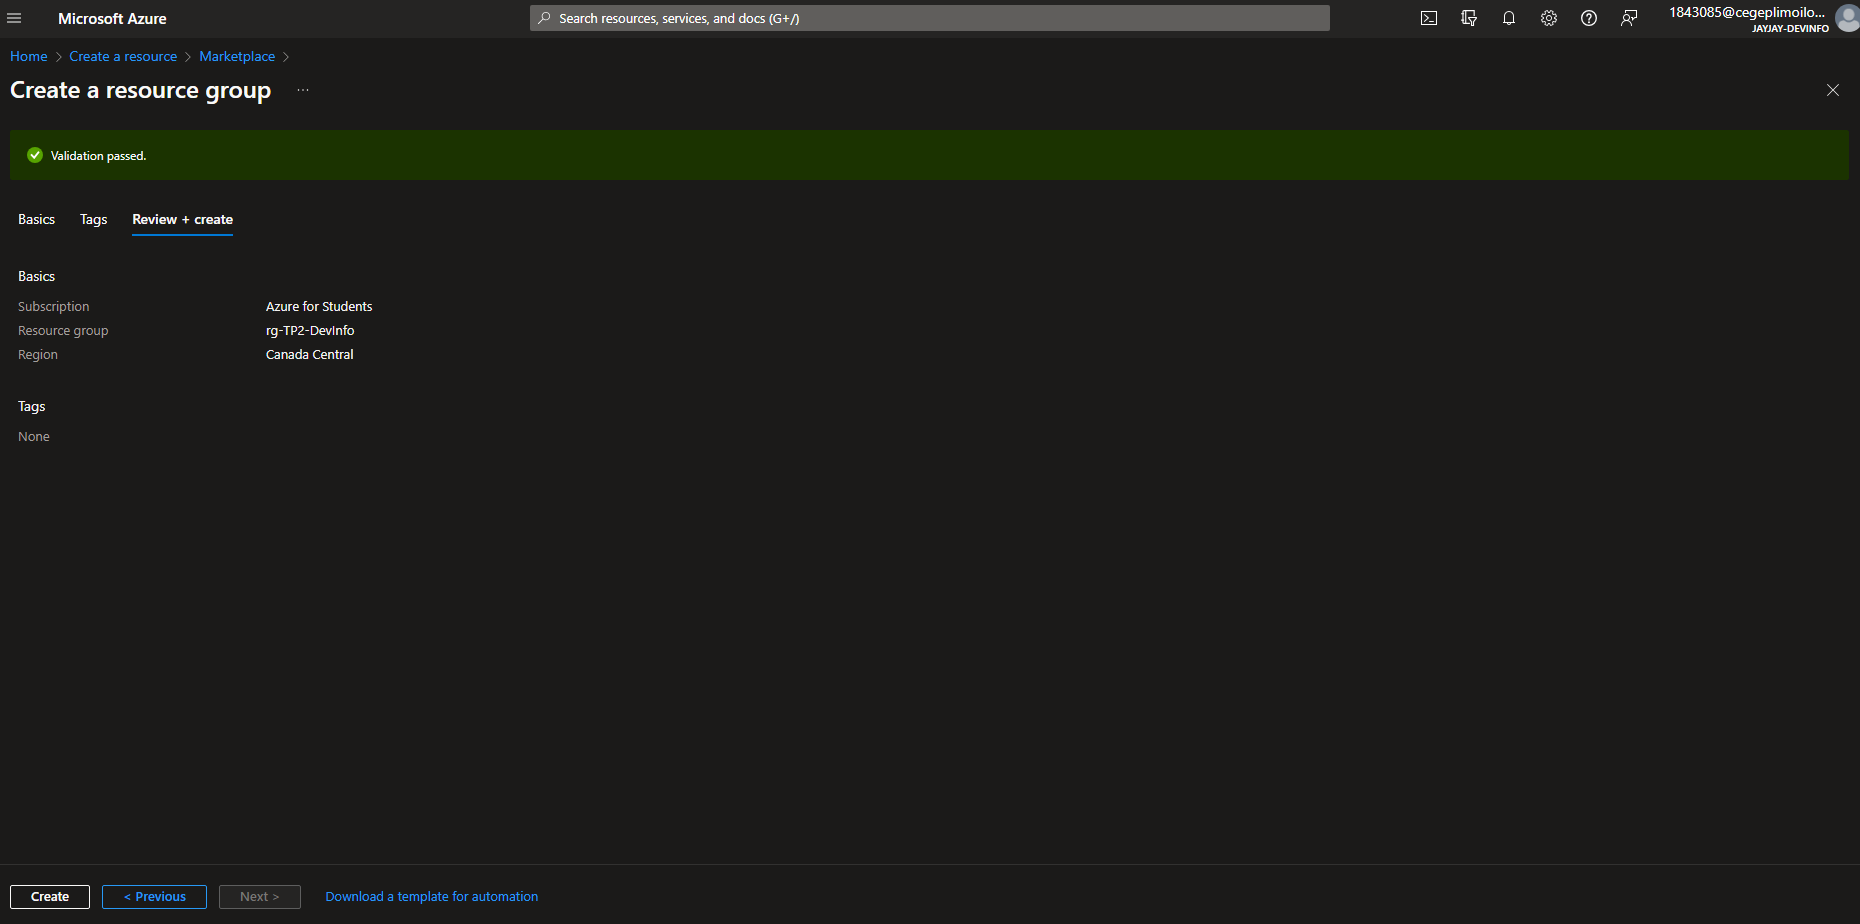 Microsoft Azure
Search resources, services, and docs (G+/)
1843085@cegeplimoilo...
JAYJAY-DEVINFO
Home > Create a resource > Marketplace >
Create a resource group ...
Validation passed.
Basics Tags Review + create
Basics
Subscription Azure for Students
Resource group rg-TP2-DevInfo
Region Canada Central
Tags
None
Create < Previous Next > Download a template for automation